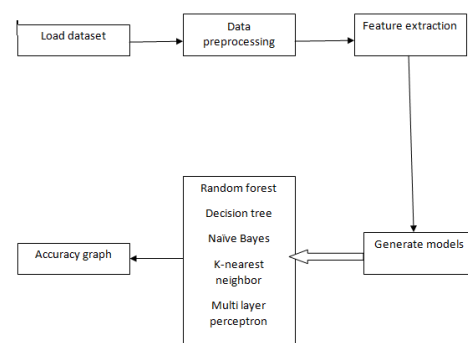 Load dataset
Data
preprocessing
Feature extraction
Random forest
Decision tree
Naïve Bayes
K-nearest
neighbor
Multi layer
perceptron
Generate models
Accuracy graph